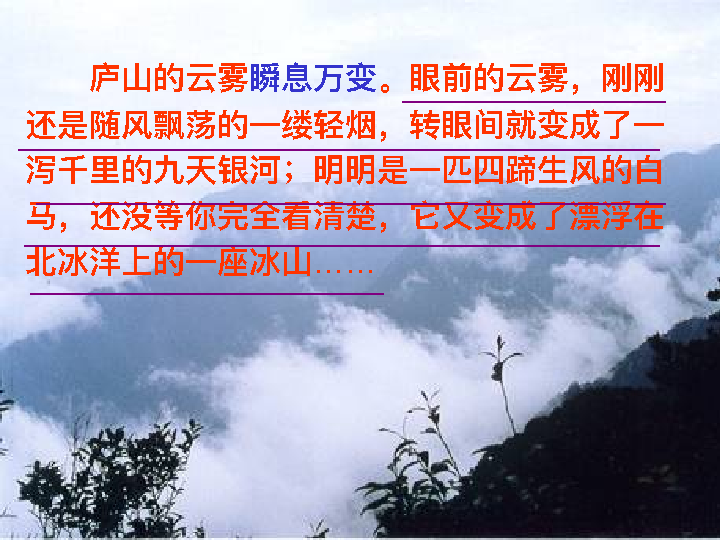 庐山的云雾瞬息万变。眼前的云雾，刚刚
还是随风飘荡的一缕轻烟，转眼间就变成了一
泻千里的九天银河；明明是一匹四蹄生风的白
马，还没等你完全看清楚，它又变成了漂浮在
北冰洋上的一座冰山……